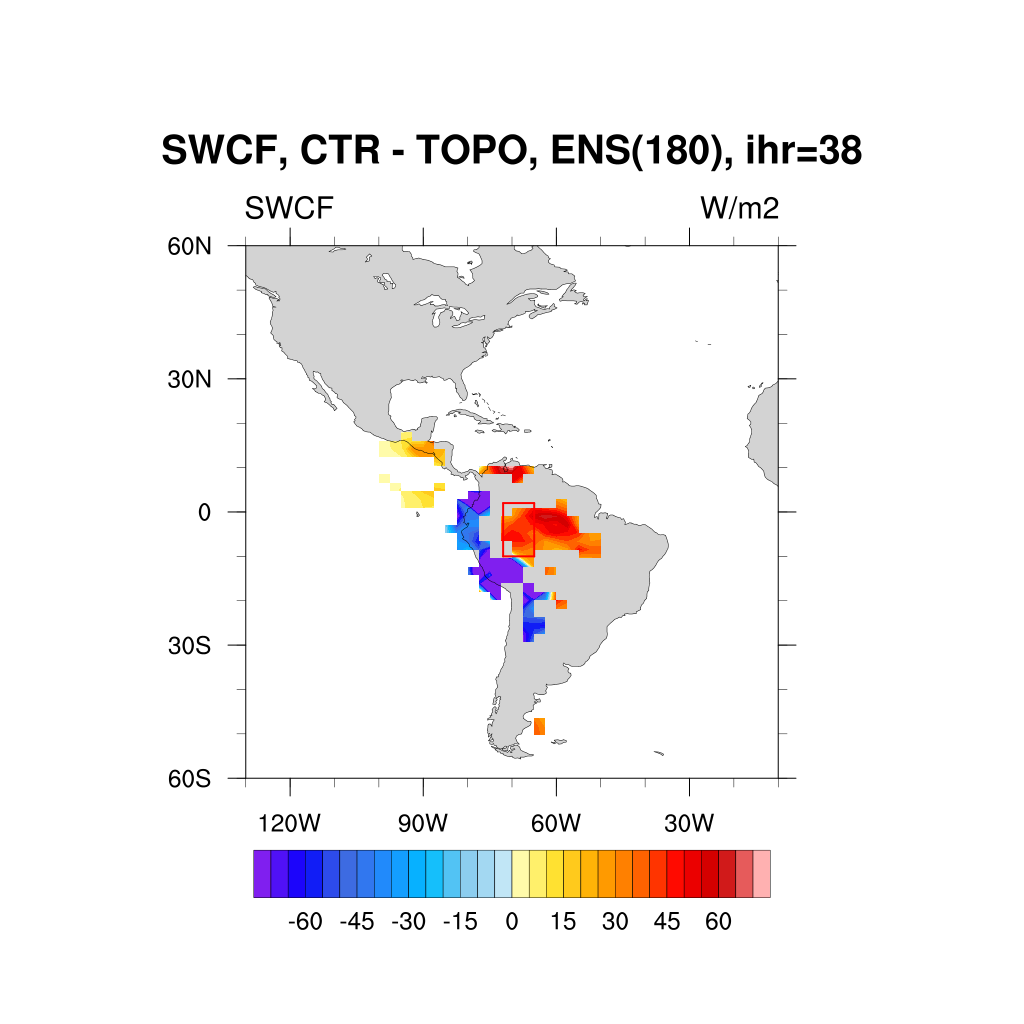 SWCF, CTR - TOPO, ENS(180), ihr=38
SWCF W/m2
60N
30N
0
30S
60S
120W 90W 60W 30W
-60 -45 -30 -15 0 15 30 45 60